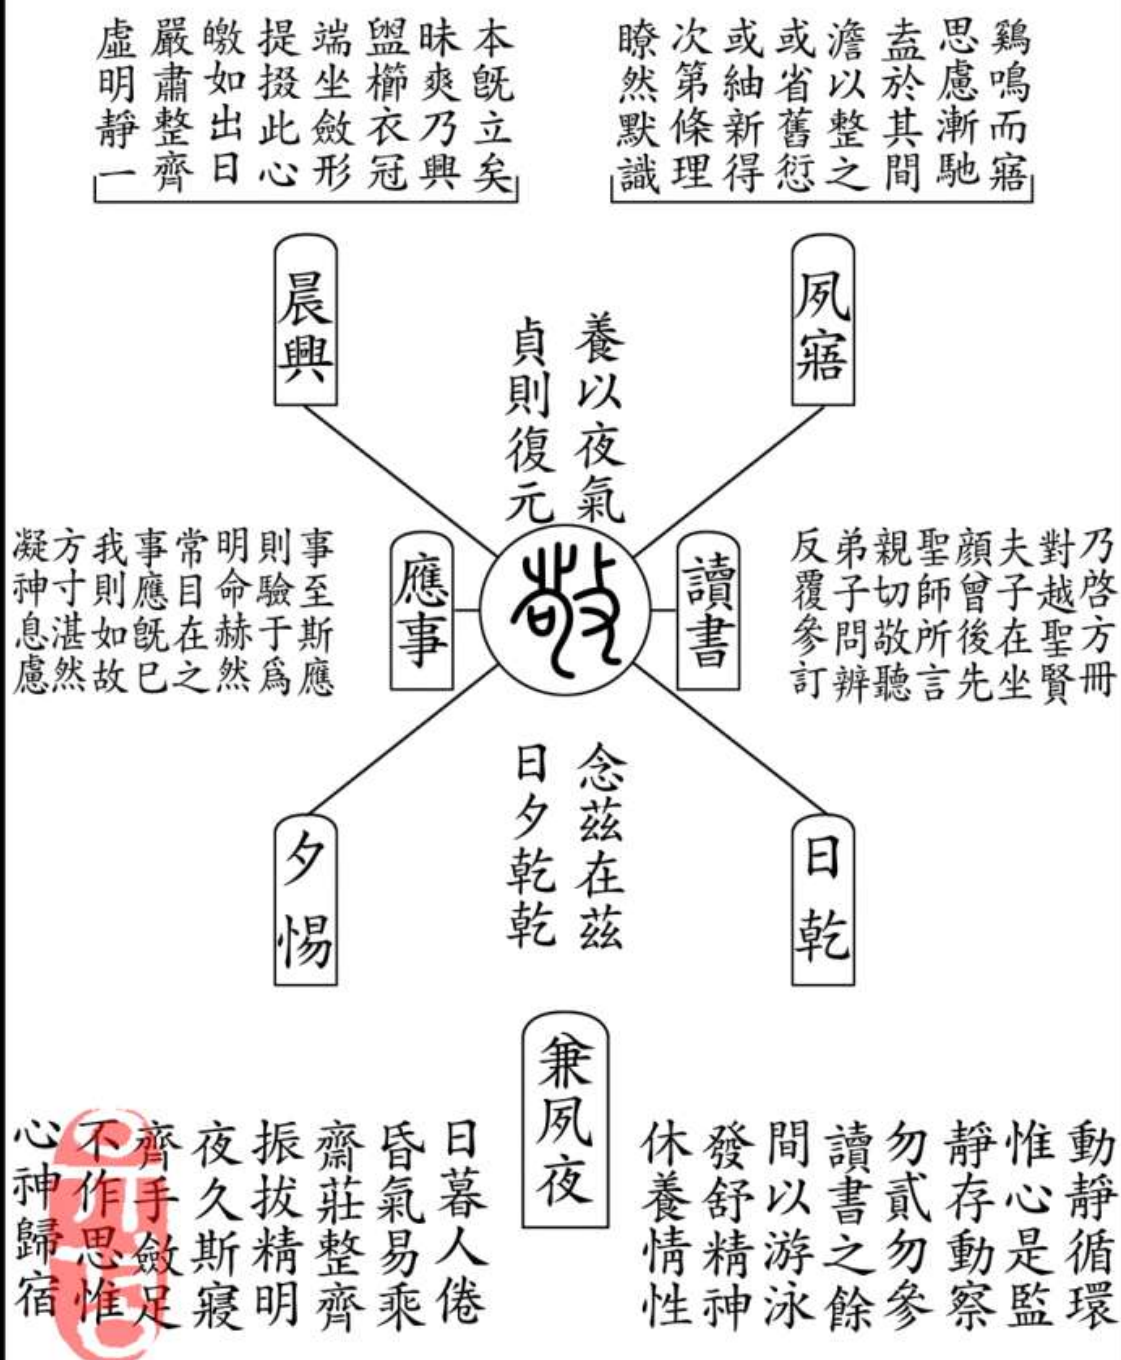 鷄鳴而寤
思慮漸馳
盍於其間
澹以整之
或省舊愆
或紬新得
次第條理
瞭然默識
本旣立矣
昧爽乃興
盥櫛衣冠
端坐斂形
提掇此心
皦如出日
嚴肅整齊
虛明靜一
夙寤
晨興
養以夜氣
貞則復元
敬
讀書
應事
乃啓方冊
對越聖賢
夫子在坐
顔曾後先
聖師所言
親切敬聽
弟子問辨
反覆參訂
事至斯應
則驗于爲
明命赫然
常目在之
事應旣已
我則如故
方寸湛然
凝神息慮
念茲在茲
日夕乾乾
日乾
夕惕
兼夙夜
動靜循環
惟心是監
靜存動察
勿貳勿參
讀書之餘
間以游泳
發舒精神
休養情性
日暮人倦
昏氣易乘
齋莊整齊
振拔精明
夜久斯寢
齊手斂足
不作思惟
心神歸宿